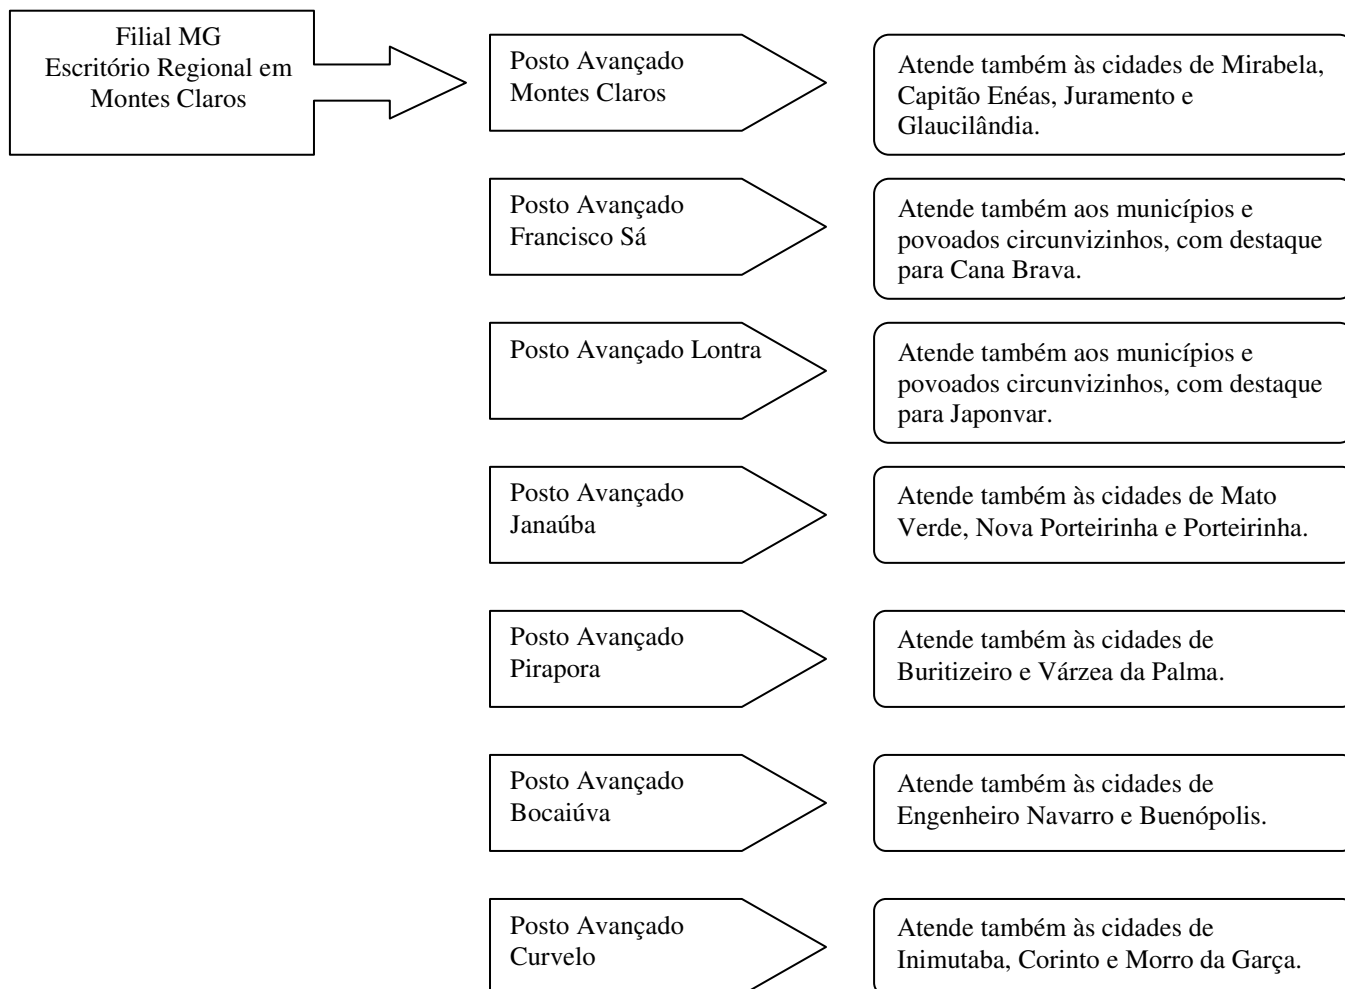 Filial MG
Escritório Regional em
Montes Claros
Posto Avançado
Montes Claros
Atende também às cidades de Mirabela,
Capitão Enéas, Juramento e
Glaucilândia.
Posto Avançado
Francisco Sá
Atende também aos municípios e
povoados circunvizinhos, com destaque
para Cana Brava.
Posto Avançado Lontra
Atende também aos municípios e
povoados circunvizinhos, com destaque
para Japonvar.
Posto Avançado
Janaúba
Atende também às cidades de Mato
Verde, Nova Porteirinha e Porteirinha.
Posto Avançado
Pirapora
Atende também às cidades de
Buritizeiro e Várzea da Palma.
Posto Avançado
Bocaiúva
Atende também às cidades de
Engenheiro Navarro e Buenópolis.
Posto Avançado
Curvelo
Atende também às cidades de
Inimutaba, Corinto e Morro da Garça.